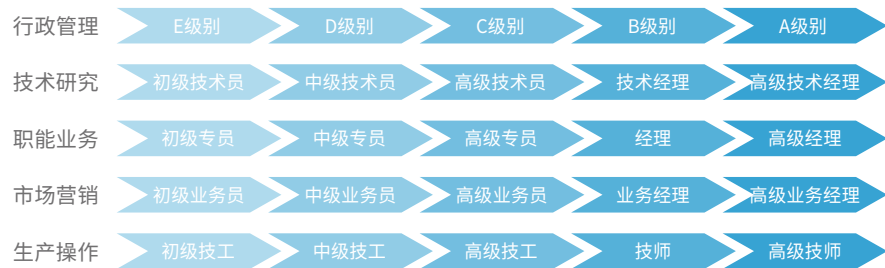 行政管理 E级别 D级别 C级别 B级别 A级别
技术研究 初级技术员 中级技术员 高级技术员 技术经理 高级技术经理
职能业务 初级专员 中级专员 高级专员 经理 高级经理
市场营销 初级业务员 中级业务员 高级业务员 业务经理 高级业务经理
生产操作 初级技工 中级技工 高级技工 技师 高级技师